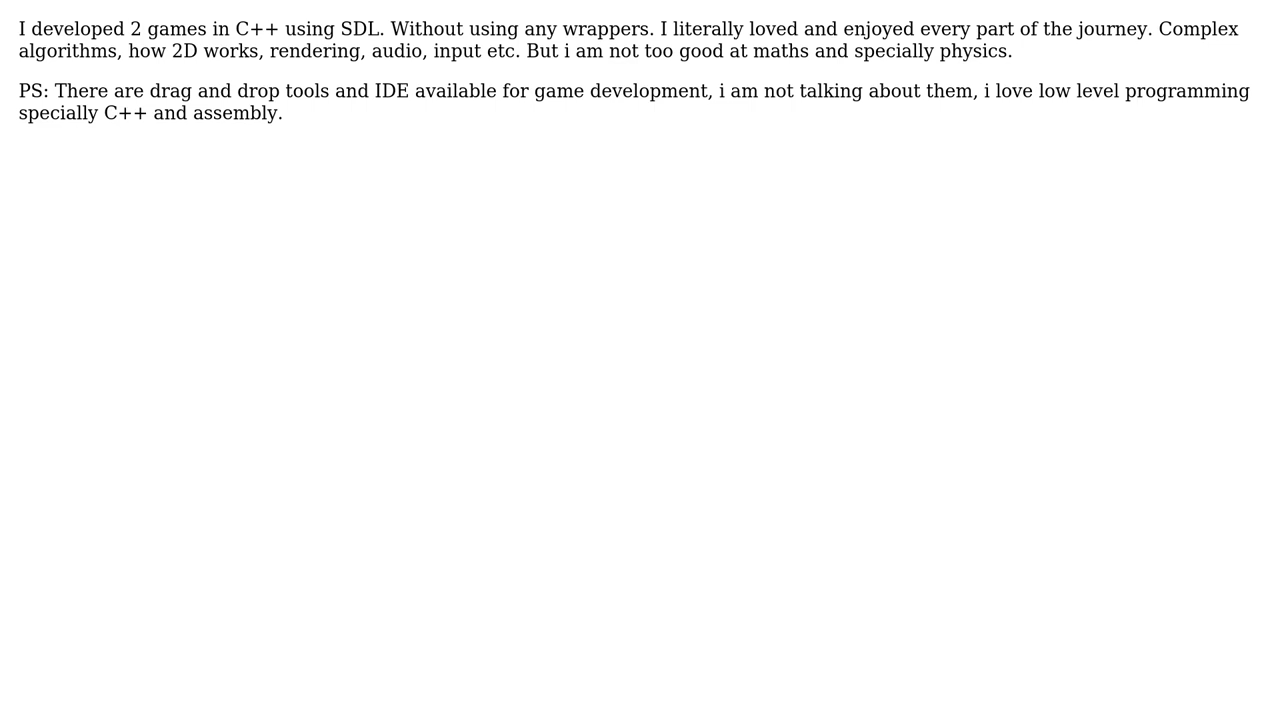 I developed 2 games in C++ using SDL. Without using any wrappers. I literally loved and enjoyed every part of the journey. Complex
algorithms, how 2D works, rendering, audio, input etc. But i am not too good at maths and specially physics.
PS: There are drag and drop tools and IDE available for game development, i am not talking about them, i love low level programming
specially C++ and assembly.